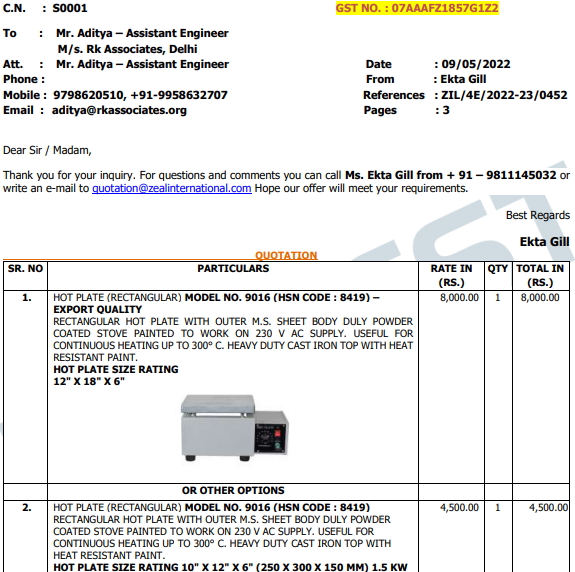 C.N. : S0001
GST NO. : 07AAAFZ1857G1Z2
To : Mr. Aditya – Assistant Engineer
M/s. Rk Associates, Delhi
Att. : Mr. Aditya – Assistant Engineer
Date : 09/05/2022
Phone :
From : Ekta Gill
Mobile : 9798620510, +91-9958632707
References : ZIL/4E/2022-23/0452
Email : aditya@rkassociates.org
Pages : 3
Dear Sir / Madam,
Thank you for your inquiry. For questions and comments you can call Ms. Ekta Gill from + 91 – 9811145032 or
write an e-mail to quotation@zealinternational.com Hope our offer will meet your requirements.
Best Regards
Ekta Gill
QUOTATION
SR. NO PARTICULARS RATE IN (RS.) QTY TOTAL IN (RS.)
1. HOT PLATE (RECTANGULAR) MODEL NO. 9016 (HSN CODE : 8419) – 8,000.00 1 8,000.00
EXPORT QUALITY
RECTANGULAR HOT PLATE WITH OUTER M.S. SHEET BODY DULY POWDER
COATED STOVE PAINTED TO WORK ON 230 V AC SUPPLY. USEFUL FOR
CONTINUOUS HEATING UP TO 300° C. HEAVY DUTY CAST IRON TOP WITH HEAT
RESISTANT PAINT.
HOT PLATE SIZE RATING
12" X 18" X 6"
OR OTHER OPTIONS
2. HOT PLATE (RECTANGULAR) MODEL NO. 9016 (HSN CODE : 8419) 4,500.00 1 4,500.00
RECTANGULAR HOT PLATE WITH OUTER M.S. SHEET BODY DULY POWDER
COATED STOVE PAINTED TO WORK ON 230 V AC SUPPLY. USEFUL FOR
CONTINUOUS HEATING UP TO 300° C. HEAVY DUTY CAST IRON TOP WITH
HEAT RESISTANT PAINT.
HOT PLATE SIZE RATING 10" X 12" X 6" (250 X 300 X 150 MM) 1.5 KW